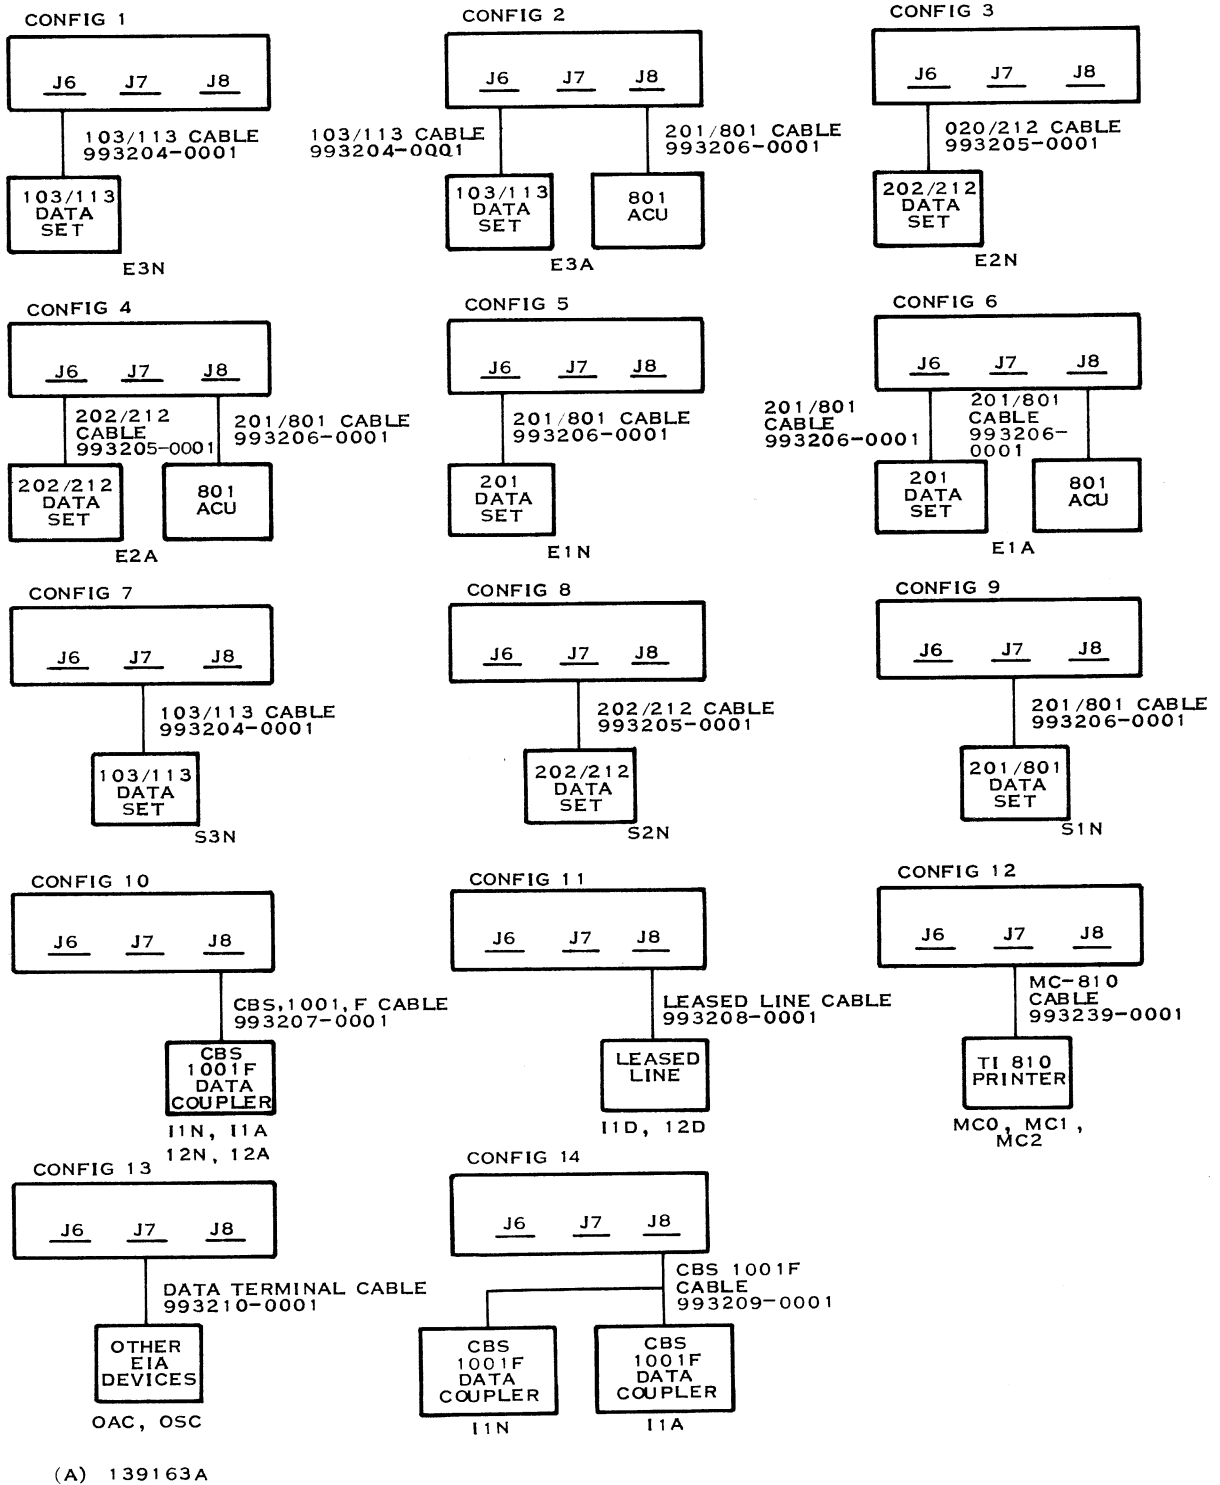 CONFIG 1
J6 J7 J8
103/113 CABLE
993204-0001
103/113
DATA
SET
E3N
CONFIG 2
J6 J7 J8
103/113 CABLE
993204-0001
201/801 CABLE
993206-0001
103/113
DATA
SET
801
ACU
E3A
CONFIG 3
J6 J7 J8
020/212 CABLE
993205-0001
202/212
DATA
SET
E2N
CONFIG 4
J6 J7 J8
202/212
CABLE
993205-0001
201/801 CABLE
993206-0001
202/212
DATA
SET
801
ACU
E2A
CONFIG 5
J6 J7 J8
201/801 CABLE
993206-0001
201
DATA
SET
E1N
CONFIG 6
J6 J7 J8
201/801
CABLE
993206-0001
201/801
CABLE
993206-
0001
201
DATA
SET
801
ACU
E1A
CONFIG 7
J6 J7 J8
103/113 CABLE
993204-0001
103/113
DATA
SET
S3N
CONFIG 8
J6 J7 J8
202/212 CABLE
993205-0001
202/212
DATA
SET
S2N
CONFIG 9
J6 J7 J8
201/801 CABLE
993206-0001
201/801
DATA
SET
S1N
CONFIG 10
J6 J7 J8
CBS,1001,F CABLE
993207-0001
CBS
1001F
DATA
COUPLER
I1N, I1A
12N, 12A
CONFIG 11
J6 J7 J8
LEASED LINE CABLE
993208-0001
LEASED
LINE
I1D, 12D
CONFIG 12
J6 J7 J8
MC-810
CABLE
993239-0001
TI 810
PRINTER
MC0, MC1,
MC2
CONFIG 13
J6 J7 J8
DATA TERMINAL CABLE
993210-0001
OTHER
EIA
DEVICES
OAC, OSC
CONFIG 14
J6 J7 J8
CBS 1001F
CABLE
993209-0001
CBS
1001F
DATA
COUPLER
I1N
CBS
1001F
DATA
COUPLER
I1A
(A) 139163A